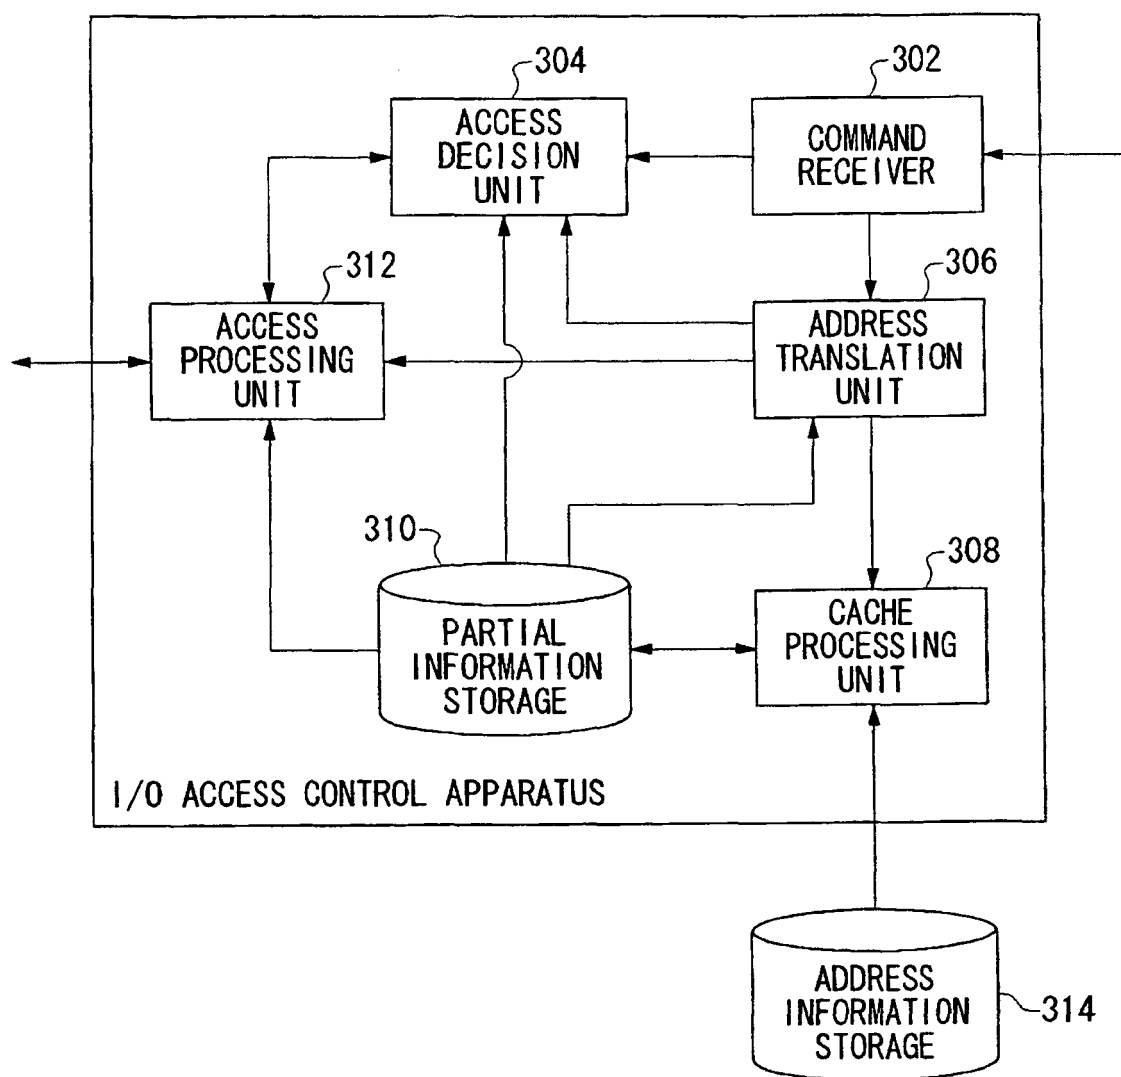 304
302
ACCESS
DECISION
UNIT
COMMAND
RECEIVER
312
306
ACCESS
PROCESSING
UNIT
ADDRESS
TRANSLATION
UNIT
310
308
PARTIAL
INFORMATION
STORAGE
CACHE
PROCESSING
UNIT
I/O ACCESS CONTROL APPARATUS
ADDRESS
INFORMATION
STORAGE
314